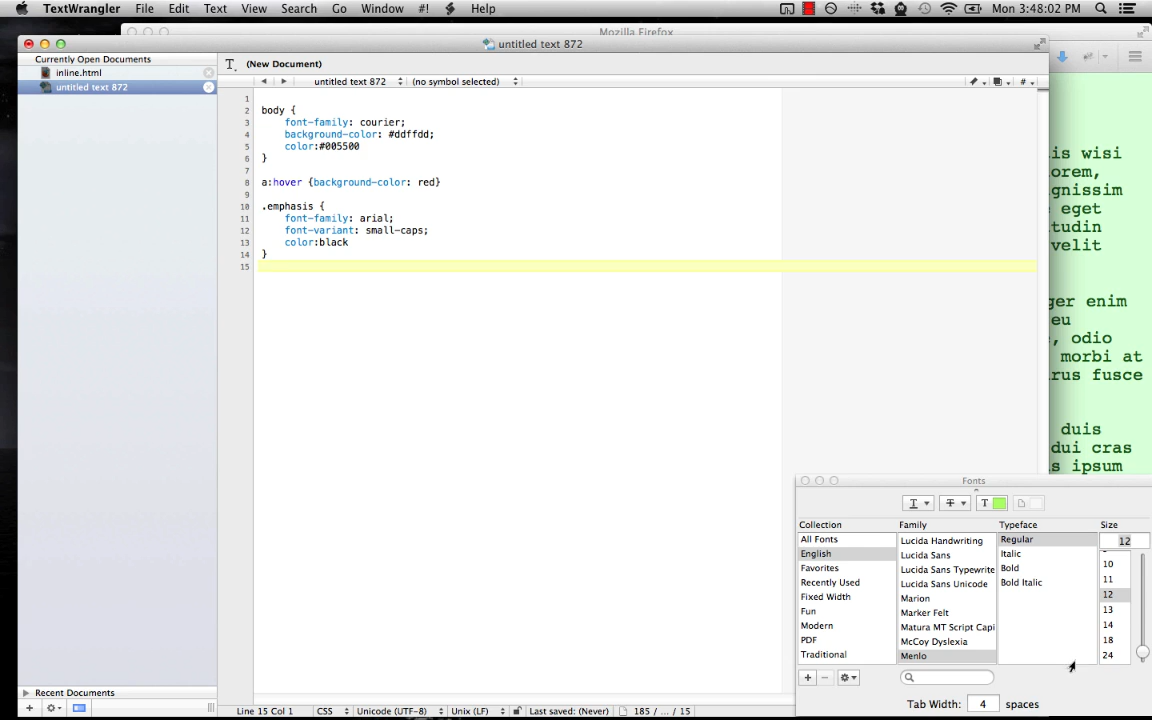 TextWrangler File Edit Text View Search Go Window #! Help Mon 3:48:02 PM
Mozilla Firefox
untitled text 872
Currently Open Documents
inline.html
untitled text 872
T. (New Document)
untitled text 872 (no symbol selected) #
1
2 body {
3 font-family: courier;
4 background-color: #ddffdd;
5 color:#005500
6 }
7
8 a:hover {background-color: red}
9
10 .emphasis {
11 font-family: arial;
12 font-variant: small-caps;
13 color:black
14 }
15
is wisi
orem,
gnissim
eget
tudin
velit
ger enim
eu
, odio
morbi at
rus fusce
duis
dui cras
s ipsum
Fonts
T T T
Collection Family Typeface Size
All Fonts
English
Favorites
Recently Used
Fixed Width
Fun
Modern
PDF
Traditional
Lucida Handwriting
Lucida Sans
Lucida Sans Typewrite
Lucida Sans Unicode
Marion
Marker Felt
Matura MT Script Capi
McCoy Dyslexia
Menlo
Regular
Italic
Bold
Bold Italic
12
10
11
12
13
14
18
24
Tab Width: 4 spaces
Recent Documents
Line 15 Col 1 CSS Unicode (UTF-8) Unix (LF) Last saved: (Never) 185 / ... / 15